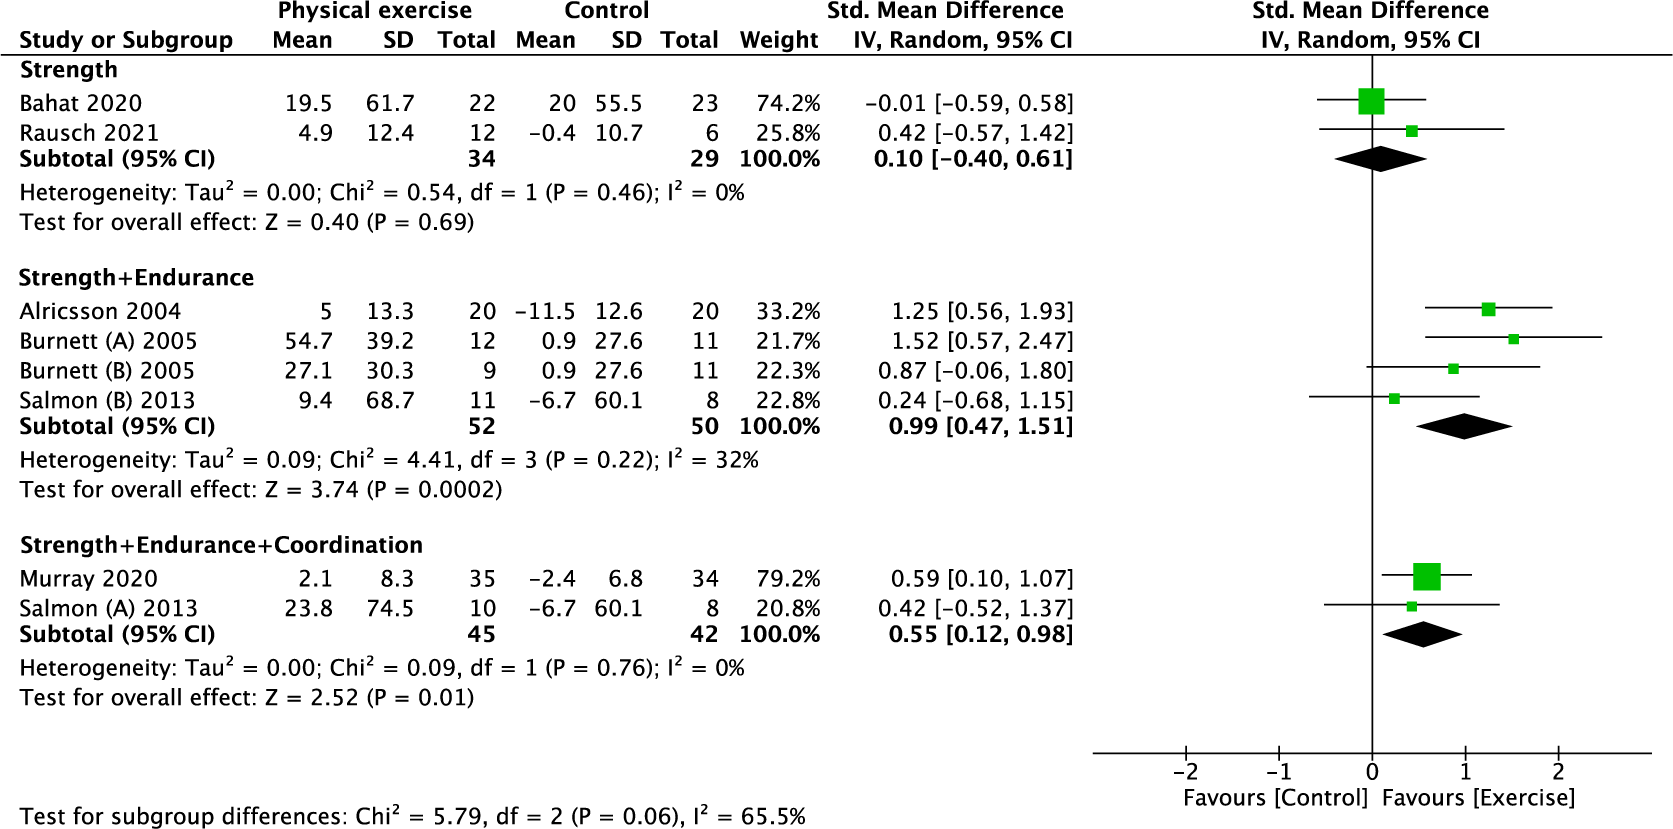 Physical exercise Control Std. Mean Difference Std. Mean Difference
Study or Subgroup Mean SD Total Mean SD Total Weight IV, Random, 95% CI IV, Random, 95% CI
Strength
Bahat 2020 19.5 61.7 22 20 55.5 23 74.2% −0.01 [−0.59, 0.58]
Rausch 2021 4.9 12.4 12 −0.4 10.7 6 25.8% 0.42 [−0.57, 1.42]
Subtotal (95% CI) 34 29 100.0% 0.10 [−0.40, 0.61]
Heterogeneity: Tau² = 0.00; Chi² = 0.54, df = 1 (P = 0.46); I² = 0%
Test for overall effect: Z = 0.40 (P = 0.69)
Strength+Endurance
Alricsson 2004 5 13.3 20 −11.5 12.6 20 33.2% 1.25 [0.56, 1.93]
Burnett (A) 2005 54.7 39.2 12 0.9 27.6 11 21.7% 1.52 [0.57, 2.47]
Burnett (B) 2005 27.1 30.3 9 0.9 27.6 11 22.3% 0.87 [−0.06, 1.80]
Salmon (B) 2013 9.4 68.7 11 −6.7 60.1 8 22.8% 0.24 [−0.68, 1.15]
Subtotal (95% CI) 52 50 100.0% 0.99 [0.47, 1.51]
Heterogeneity: Tau² = 0.09; Chi² = 4.41, df = 3 (P = 0.22); I² = 32%
Test for overall effect: Z = 3.74 (P = 0.0002)
Strength+Endurance+Coordination
Murray 2020 2.1 8.3 35 −2.4 6.8 34 79.2% 0.59 [0.10, 1.07]
Salmon (A) 2013 23.8 74.5 10 −6.7 60.1 8 20.8% 0.42 [−0.52, 1.37]
Subtotal (95% CI) 45 42 100.0% 0.55 [0.12, 0.98]
Heterogeneity: Tau² = 0.00; Chi² = 0.09, df = 1 (P = 0.76); I² = 0%
Test for overall effect: Z = 2.52 (P = 0.01)
−2 −1 0 1 2
Favours [Control] Favours [Exercise]
Test for subgroup differences: Chi² = 5.79, df = 2 (P = 0.06), I² = 65.5%